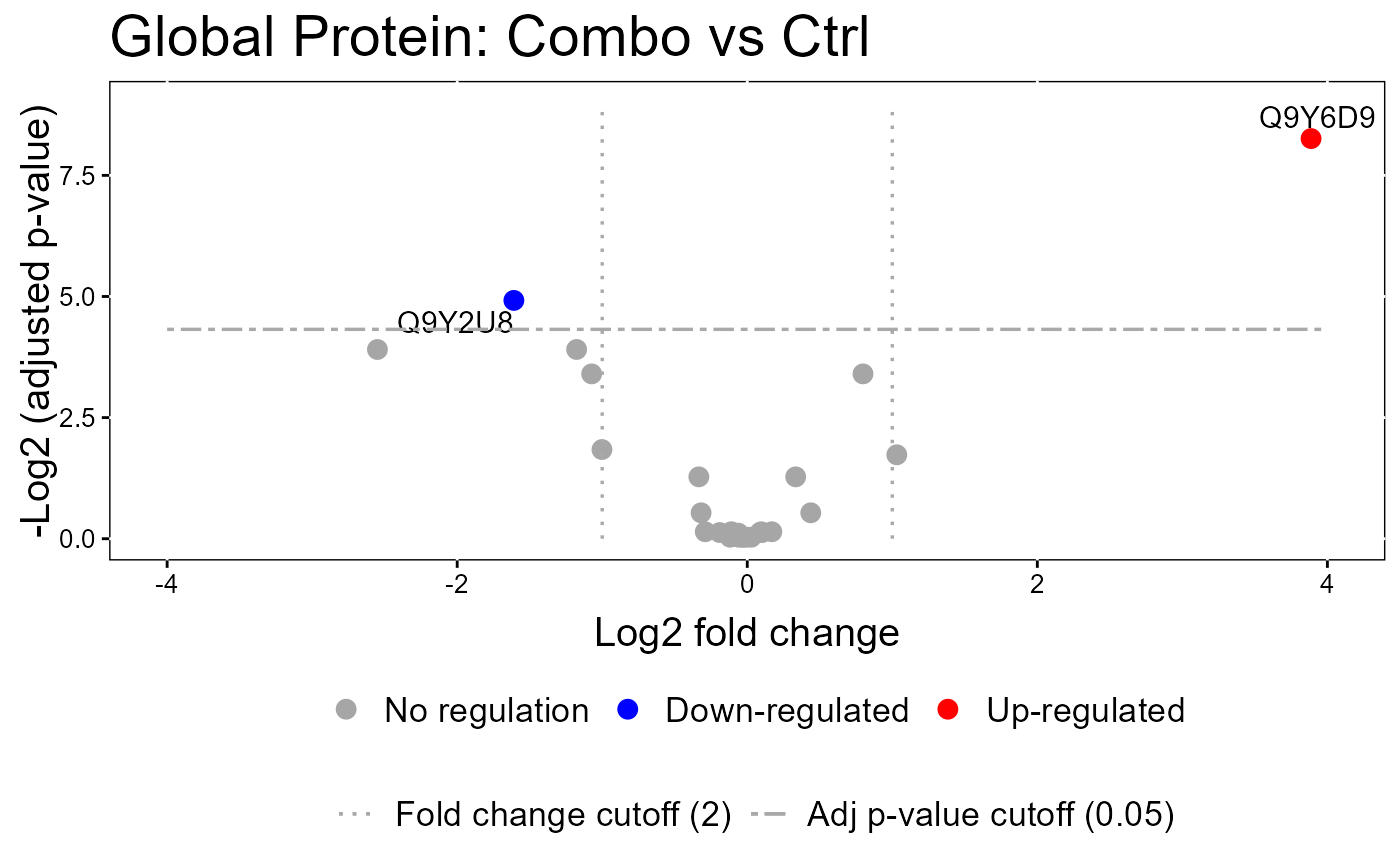 Global Protein: Combo vs Ctrl
-Log2 (adjusted p-value)
7.5
5.0
2.5
0.0
Q9Y6D9
Q9Y2U8
-4
-2
0
2
4
Log2 fold change
No regulation
Down-regulated
Up-regulated
Fold change cutoff (2)
Adj p-value cutoff (0.05)